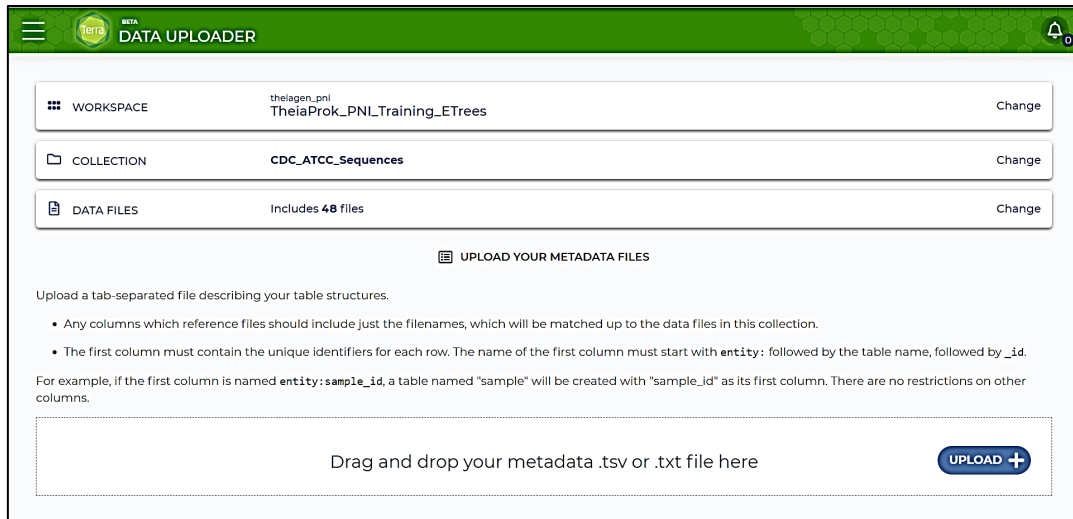 Terra
BETA
DATA UPLOADER
0
WORKSPACE
theiagen_pni
TheiaProk_PNI_Training_ETrees
Change
COLLECTION
CDC_ATCC_Sequences
Change
DATA FILES
Includes 48 files
Change
UPLOAD YOUR METADATA FILES
Upload a tab-separated file describing your table structures.
• Any columns which reference files should include just the filenames, which will be matched up to the data files in this collection.
• The first column must contain the unique identifiers for each row. The name of the first column must start with entity: followed by the table name, followed by _id.
For example, if the first column is named entity:sample_id, a table named "sample" will be created with "sample_id" as its first column. There are no restrictions on other
columns.
Drag and drop your metadata .tsv or .txt file here
UPLOAD +